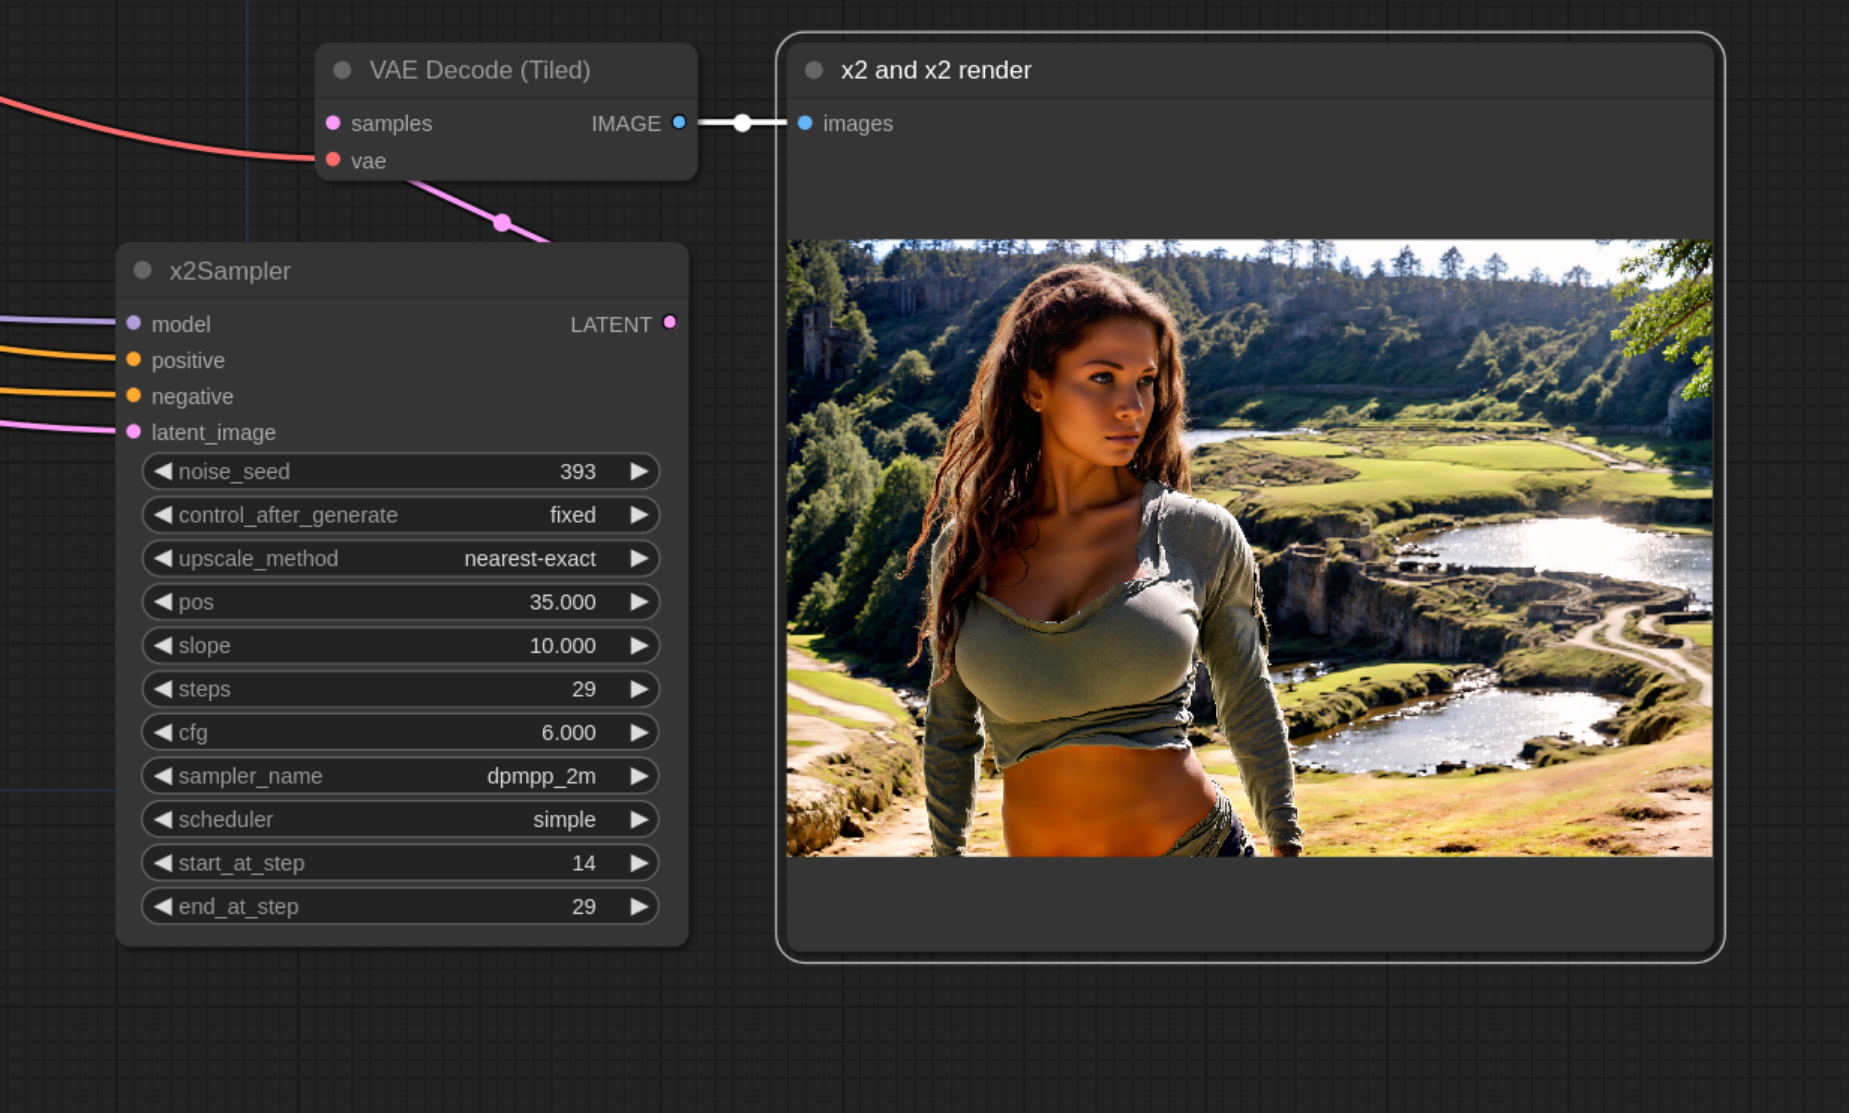 VAE Decode (Tiled)
samples
IMAGE
vae
x2 and x2 render
images
x2Sampler
model
LATENT
positive
negative
latent_image
noise_seed 393
control_after_generate fixed
upscale_method nearest-exact
pos 35.000
slope 10.000
steps 29
cfg 6.000
sampler_name dpmpp_2m
scheduler simple
start_at_step 14
end_at_step 29